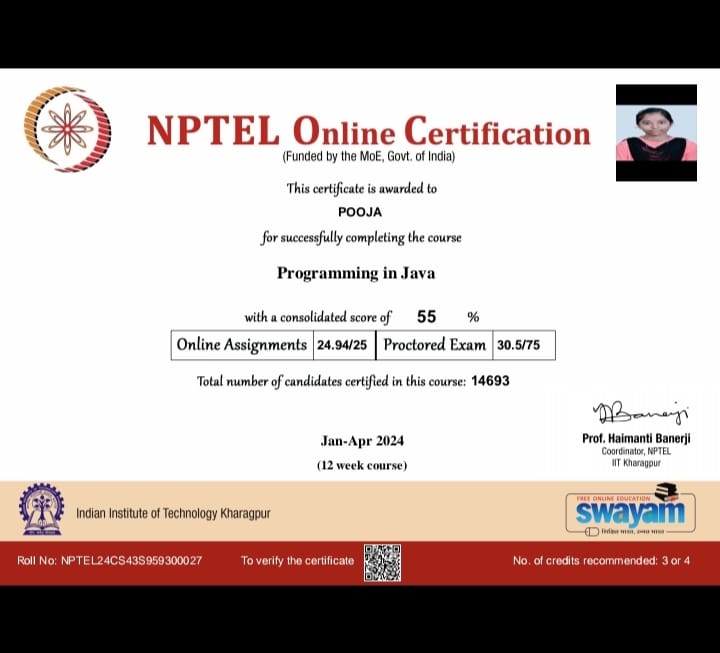 NPTEL Online Certification
(Funded by the MoE, Govt. of India)
This certificate is awarded to
POOJA
for successfully completing the course
Programming in Java
with a consolidated score of 55 %
Online Assignments 24.94/25 Proctored Exam 30.5/75
Total number of candidates certified in this course: 14693
Jan-Apr 2024
(12 week course)
Prof. Haimanti Banerji
Coordinator, NPTEL
IIT Kharagpur
Indian Institute of Technology Kharagpur
FREE ONLINE EDUCATION
swayam
शिक्षित भारत, उन्नत भारत
Roll No: NPTEL24CS43S959300027 To verify the certificate No. of credits recommended: 3 or 4